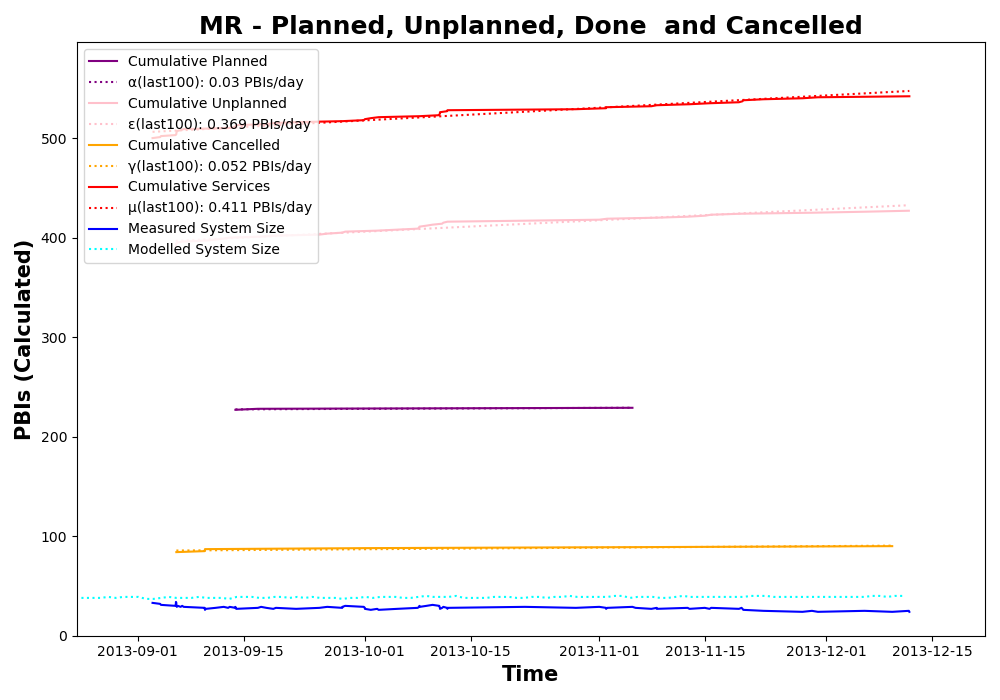 MR - Planned, Unplanned, Done  and Cancelled
Cumulative Planned
α(last100): 0.03 PBIs/day
Cumulative Unplanned
ε(last100): 0.369 PBIs/day
Cumulative Cancelled
γ(last100): 0.052 PBIs/day
Cumulative Services
μ(last100): 0.411 PBIs/day
Measured System Size
Modelled System Size
PBIs (Calculated)
500
400
300
200
100
0
2013-09-01 2013-09-15 2013-10-01 2013-10-15 2013-11-01 2013-11-15 2013-12-01 2013-12-15
Time